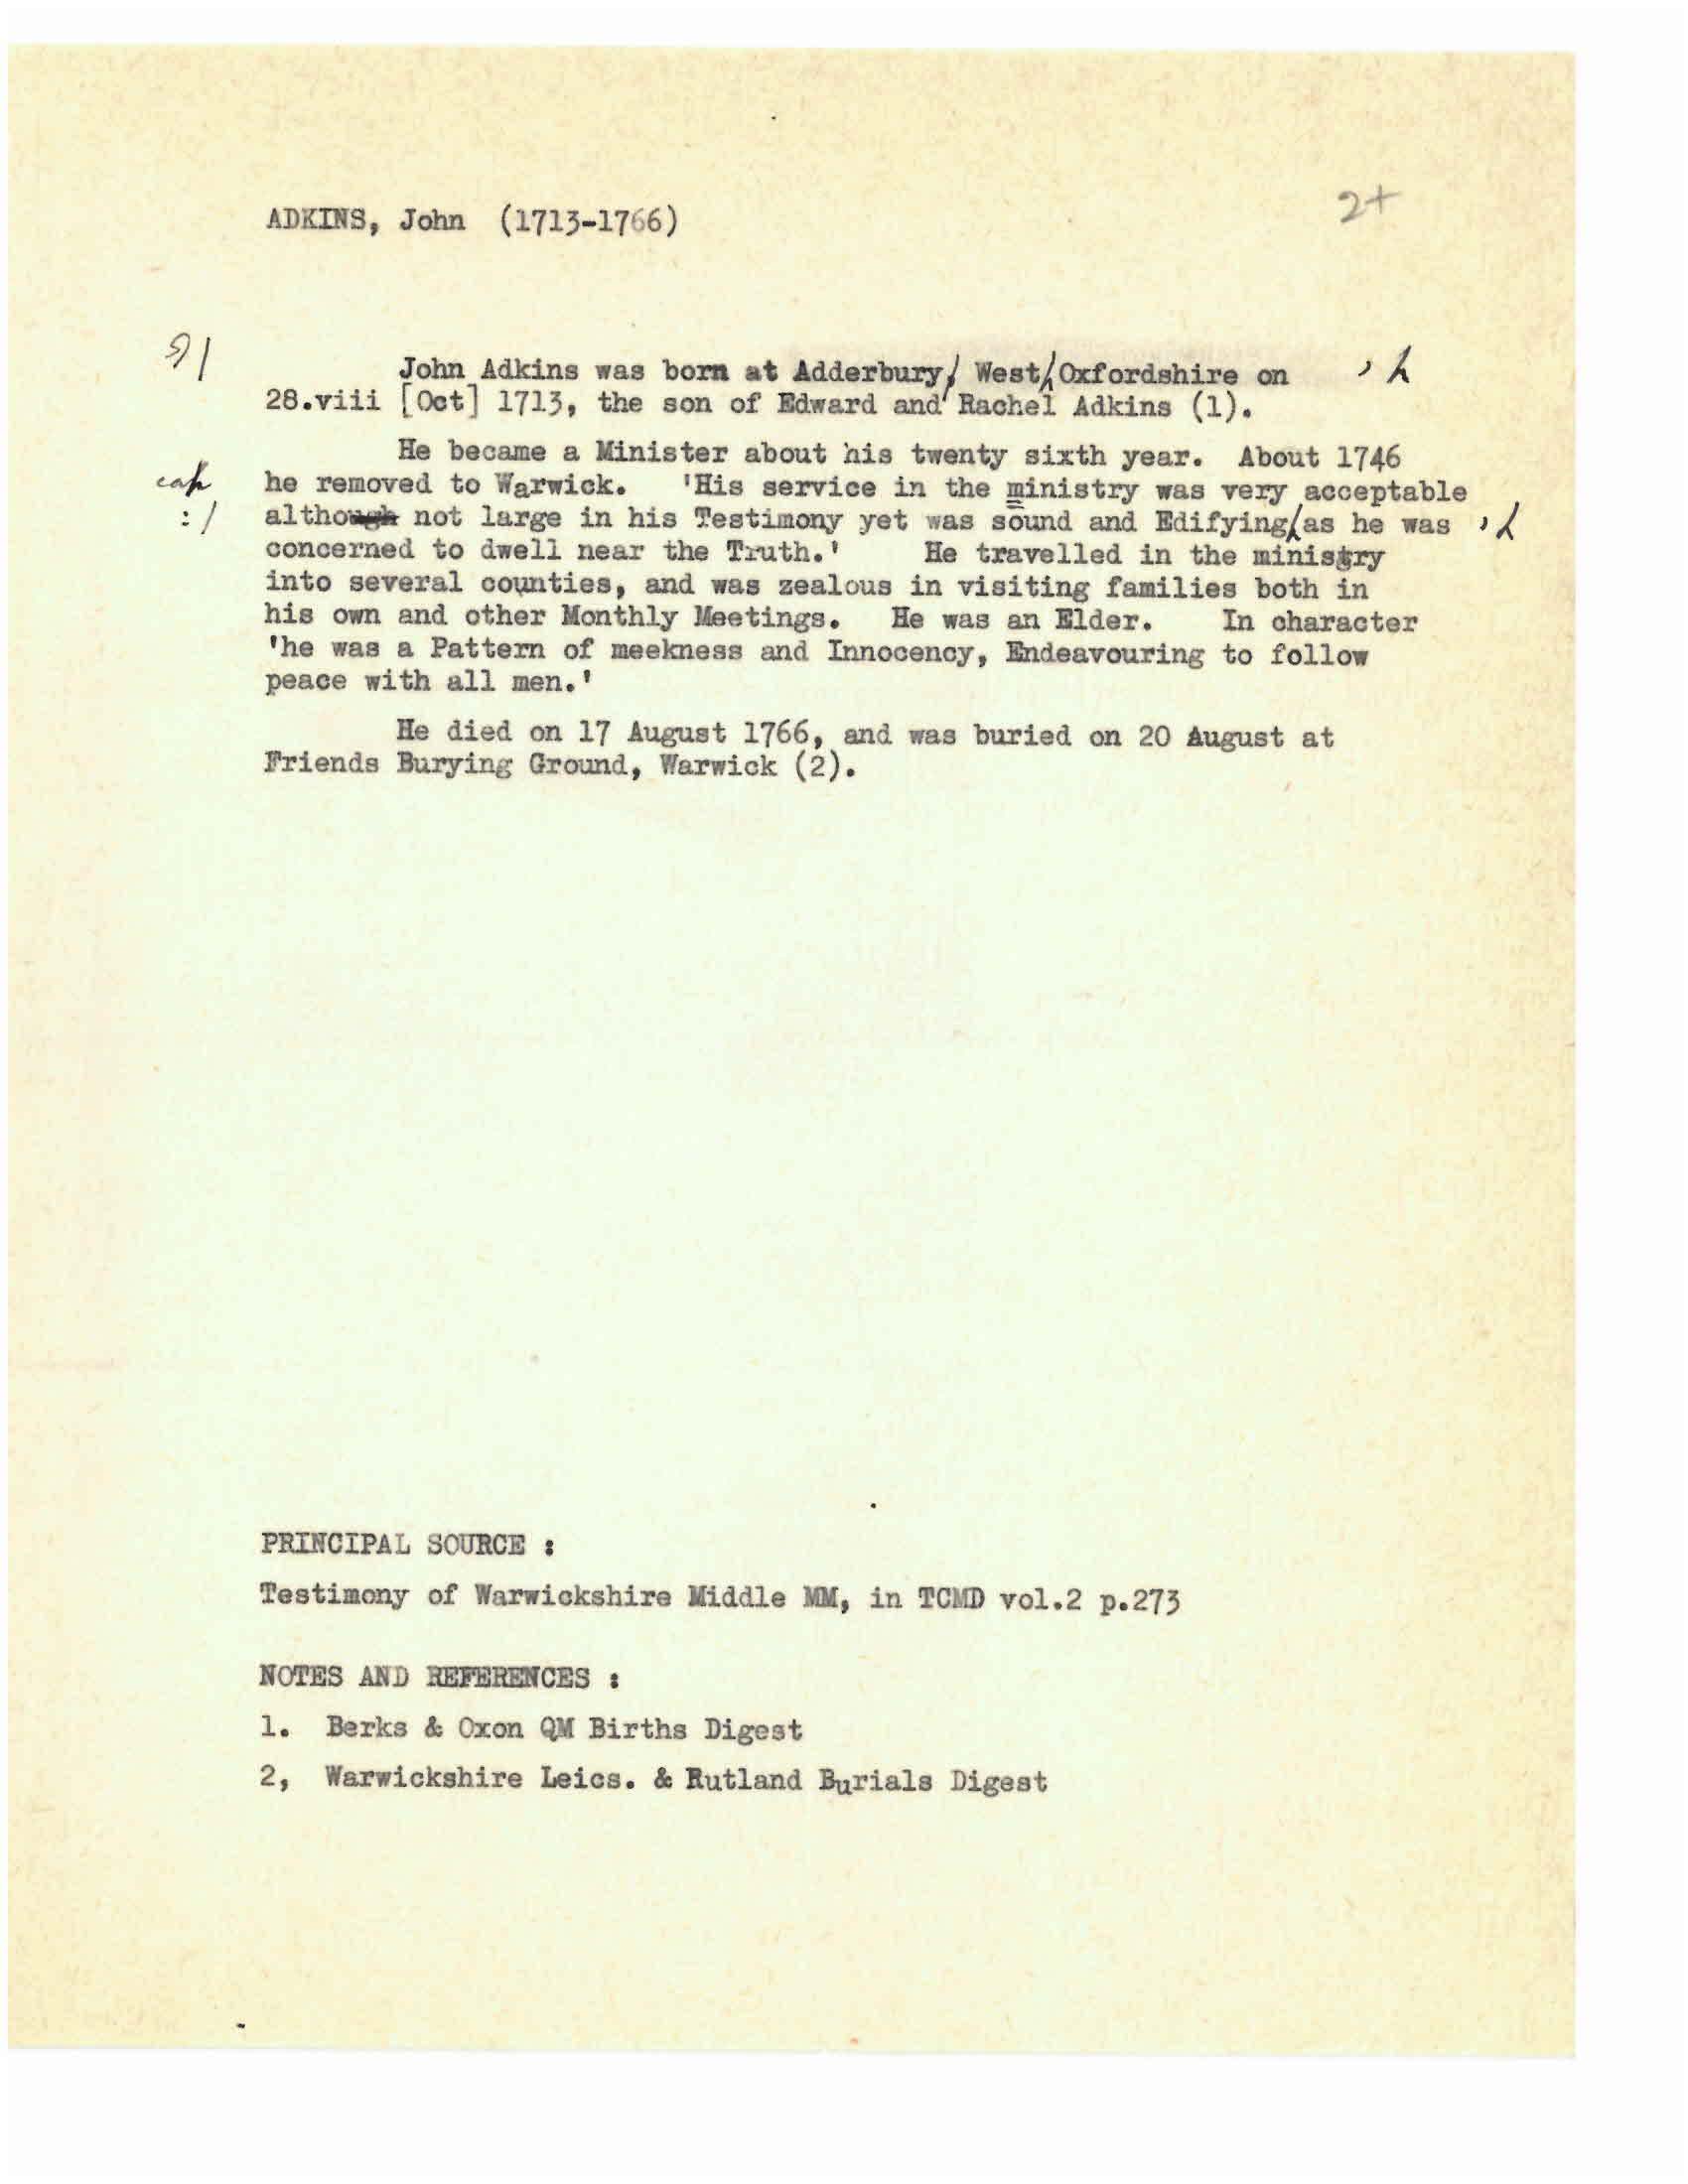 ADKINS, John (1713-1766)
2+
John Adkins was born at Adderbury, West, Oxfordshire on
28.viii [Oct] 1713, the son of Edward and Rachel Adkins (1).
He became a Minister about his twenty sixth year. About 1746
cap he removed to Warwick. 'His service in the ministry was very acceptable
:/ although not large in his Testimony yet was sound and Edifying, as he was
concerned to dwell near the Truth.' He travelled in the ministry
into several counties, and was zealous in visiting families both in
his own and other Monthly Meetings. He was an Elder. In character
'he was a Pattern of meekness and Innocency, Endeavouring to follow
peace with all men.'
He died on 17 August 1766, and was buried on 20 August at
Friends Burying Ground, Warwick (2).
PRINCIPAL SOURCE :
Testimony of Warwickshire Middle MM, in TCMD vol.2 p.273
NOTES AND REFERENCES :
1. Berks & Oxon QM Births Digest
2, Warwickshire Leics. & Rutland Burials Digest